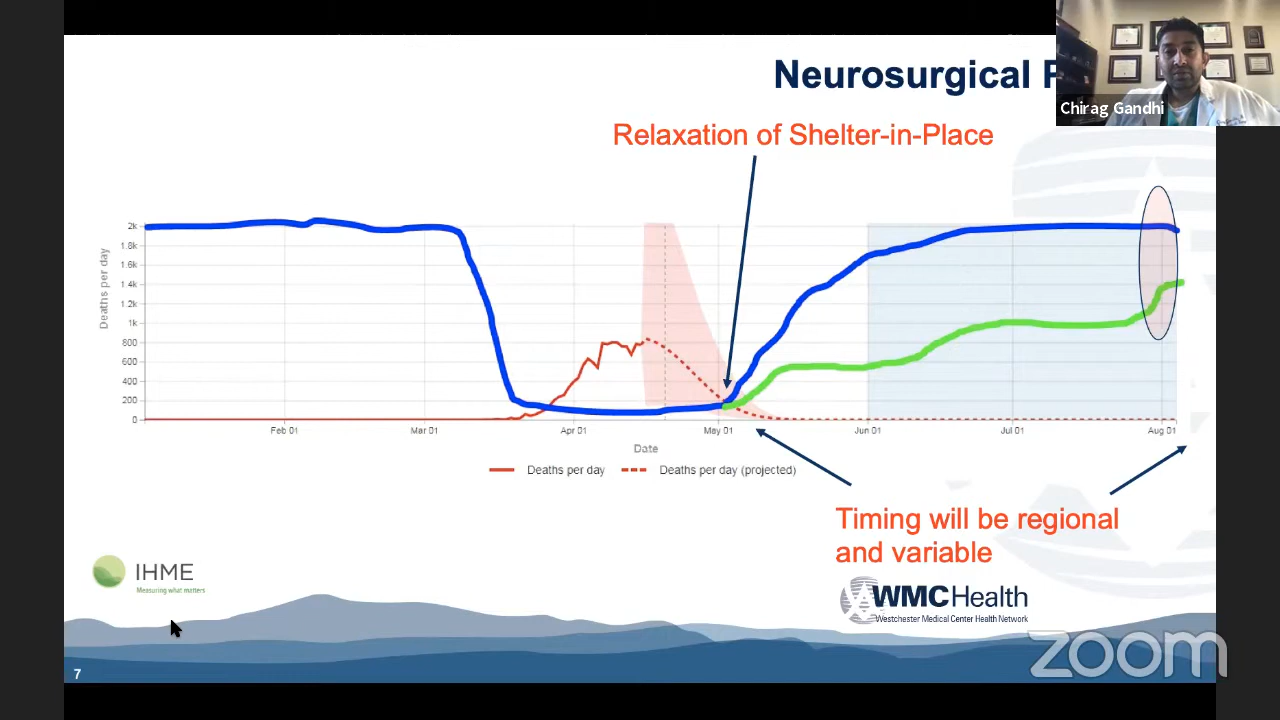 Neurosurgical
Chirag Gandhi
Relaxation of Shelter-in-Place
Deaths per day
2k
1.8k
1.6k
1.4k
1.2k
1k
800
600
400
200
0
Feb 01
Mar 01
Apr 01
May 01
Jun 01
Jul 01
Aug 01
Date
Deaths per day
Deaths per day (projected)
Timing will be regional
and variable
IHME
Measuring what matters
WMCHealth
Westchester Medical Center Health Network
zoom
7